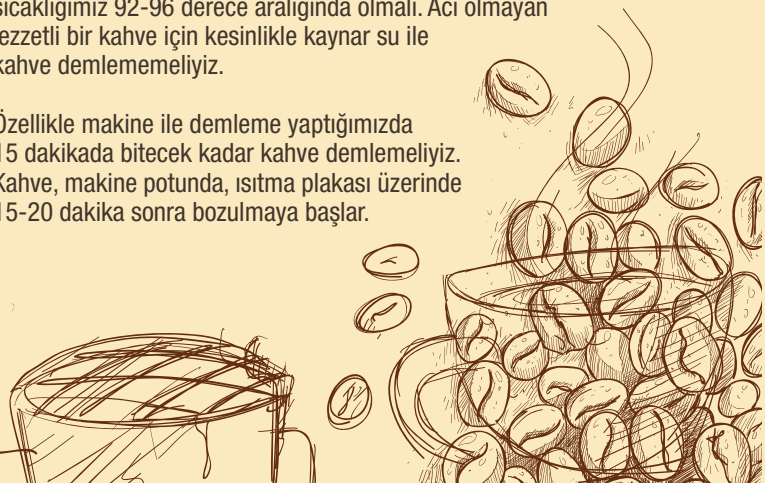 sıcaklığımız 92-96 derece aralığında olmalı. Acı olmayan
lezzetli bir kahve için kesinlikle kaynar su ile
kahve demlememeliyiz.
Özellikle makine ile demleme yaptığımızda
15 dakikada bitecek kadar kahve demlemeliyiz.
Kahve, makine potunda, ısıtma plakası üzerinde
15-20 dakika sonra bozulmaya başlar.